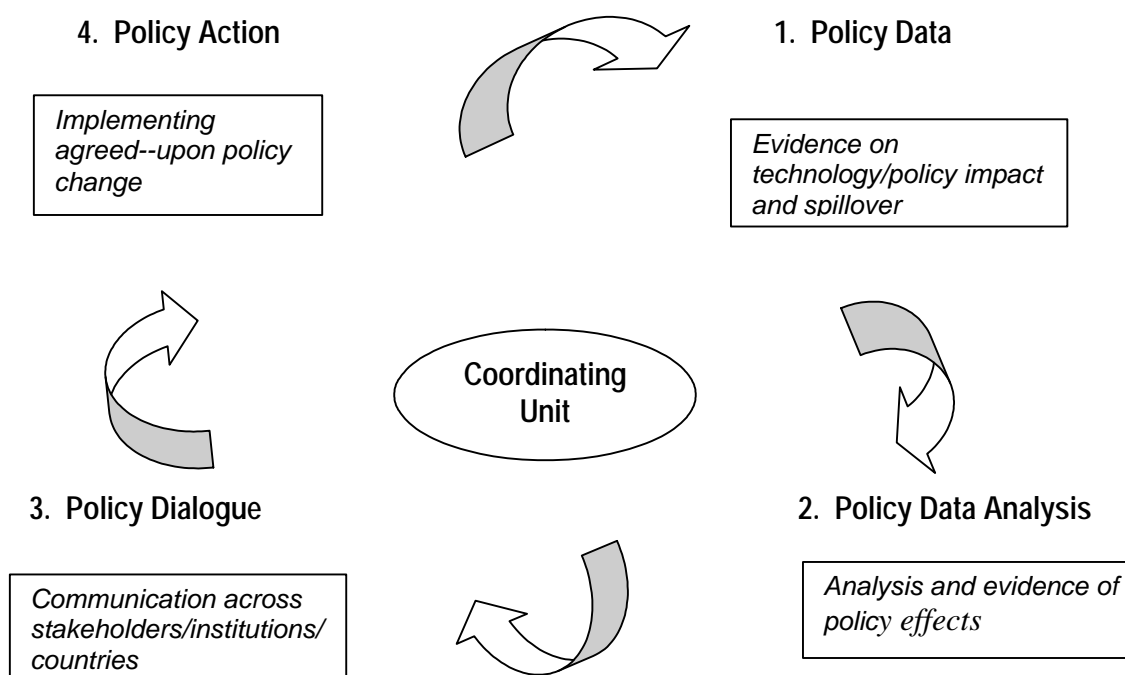 4. Policy Action
Implementing
agreed--upon policy
change
1. Policy Data
Evidence on
technology/policy impact
and spillover
Coordinating
Unit
3. Policy Dialogue
Communication across
stakeholders/institutions/
countries
2. Policy Data Analysis
Analysis and evidence of
policy effects